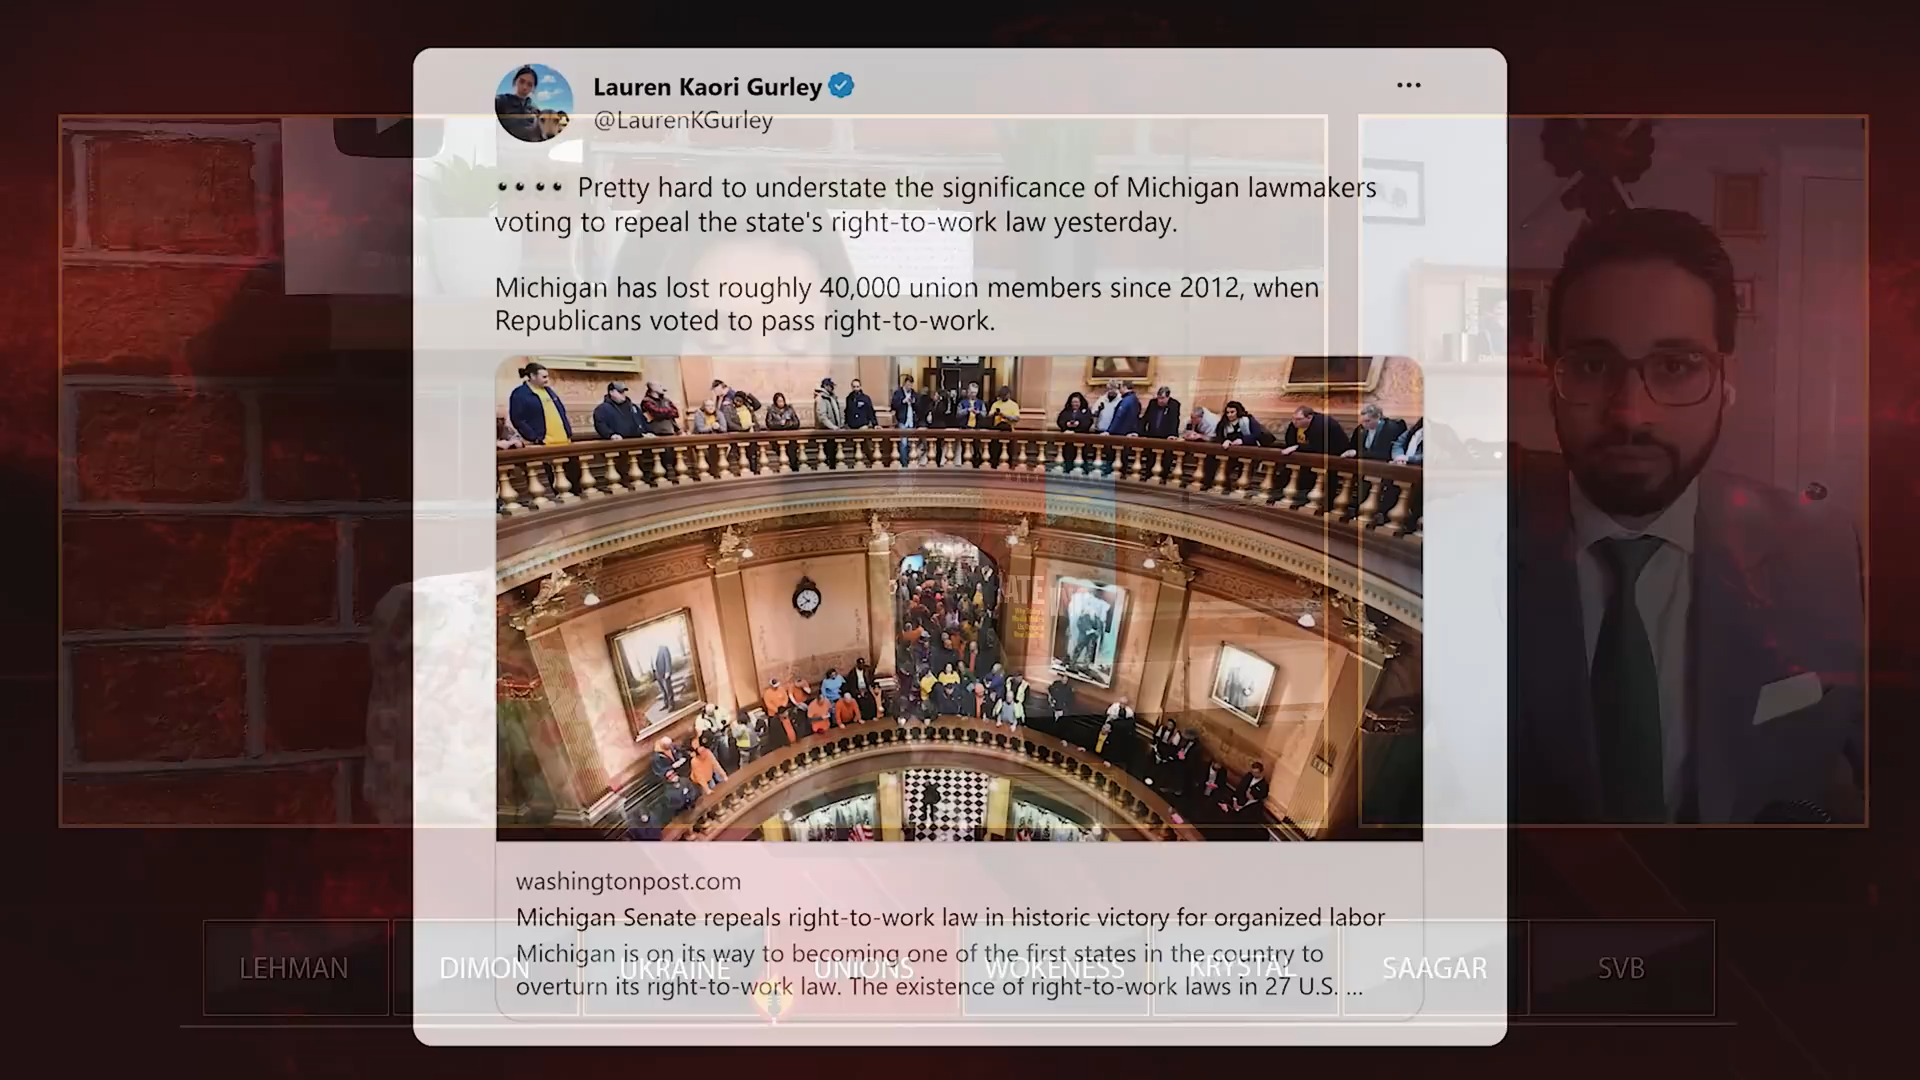 Lauren Kaori Gurley
@LaurenKGurley
Pretty hard to understate the significance of Michigan lawmakers
voting to repeal the state's right-to-work law yesterday.
Michigan has lost roughly 40,000 union members since 2012, when
Republicans voted to pass right-to-work.
washingtonpost.com
Michigan Senate repeals right-to-work law in historic victory for organized labor
Michigan is on its way to becoming one of the first states in the country to
overturn its right-to-work law. The existence of right-to-work laws in 27 U.S. ...
LEHMAN
DIMON
UKRAINE
UNIONS
WOKENESS
KRYSTAL
SAAGAR
SVB